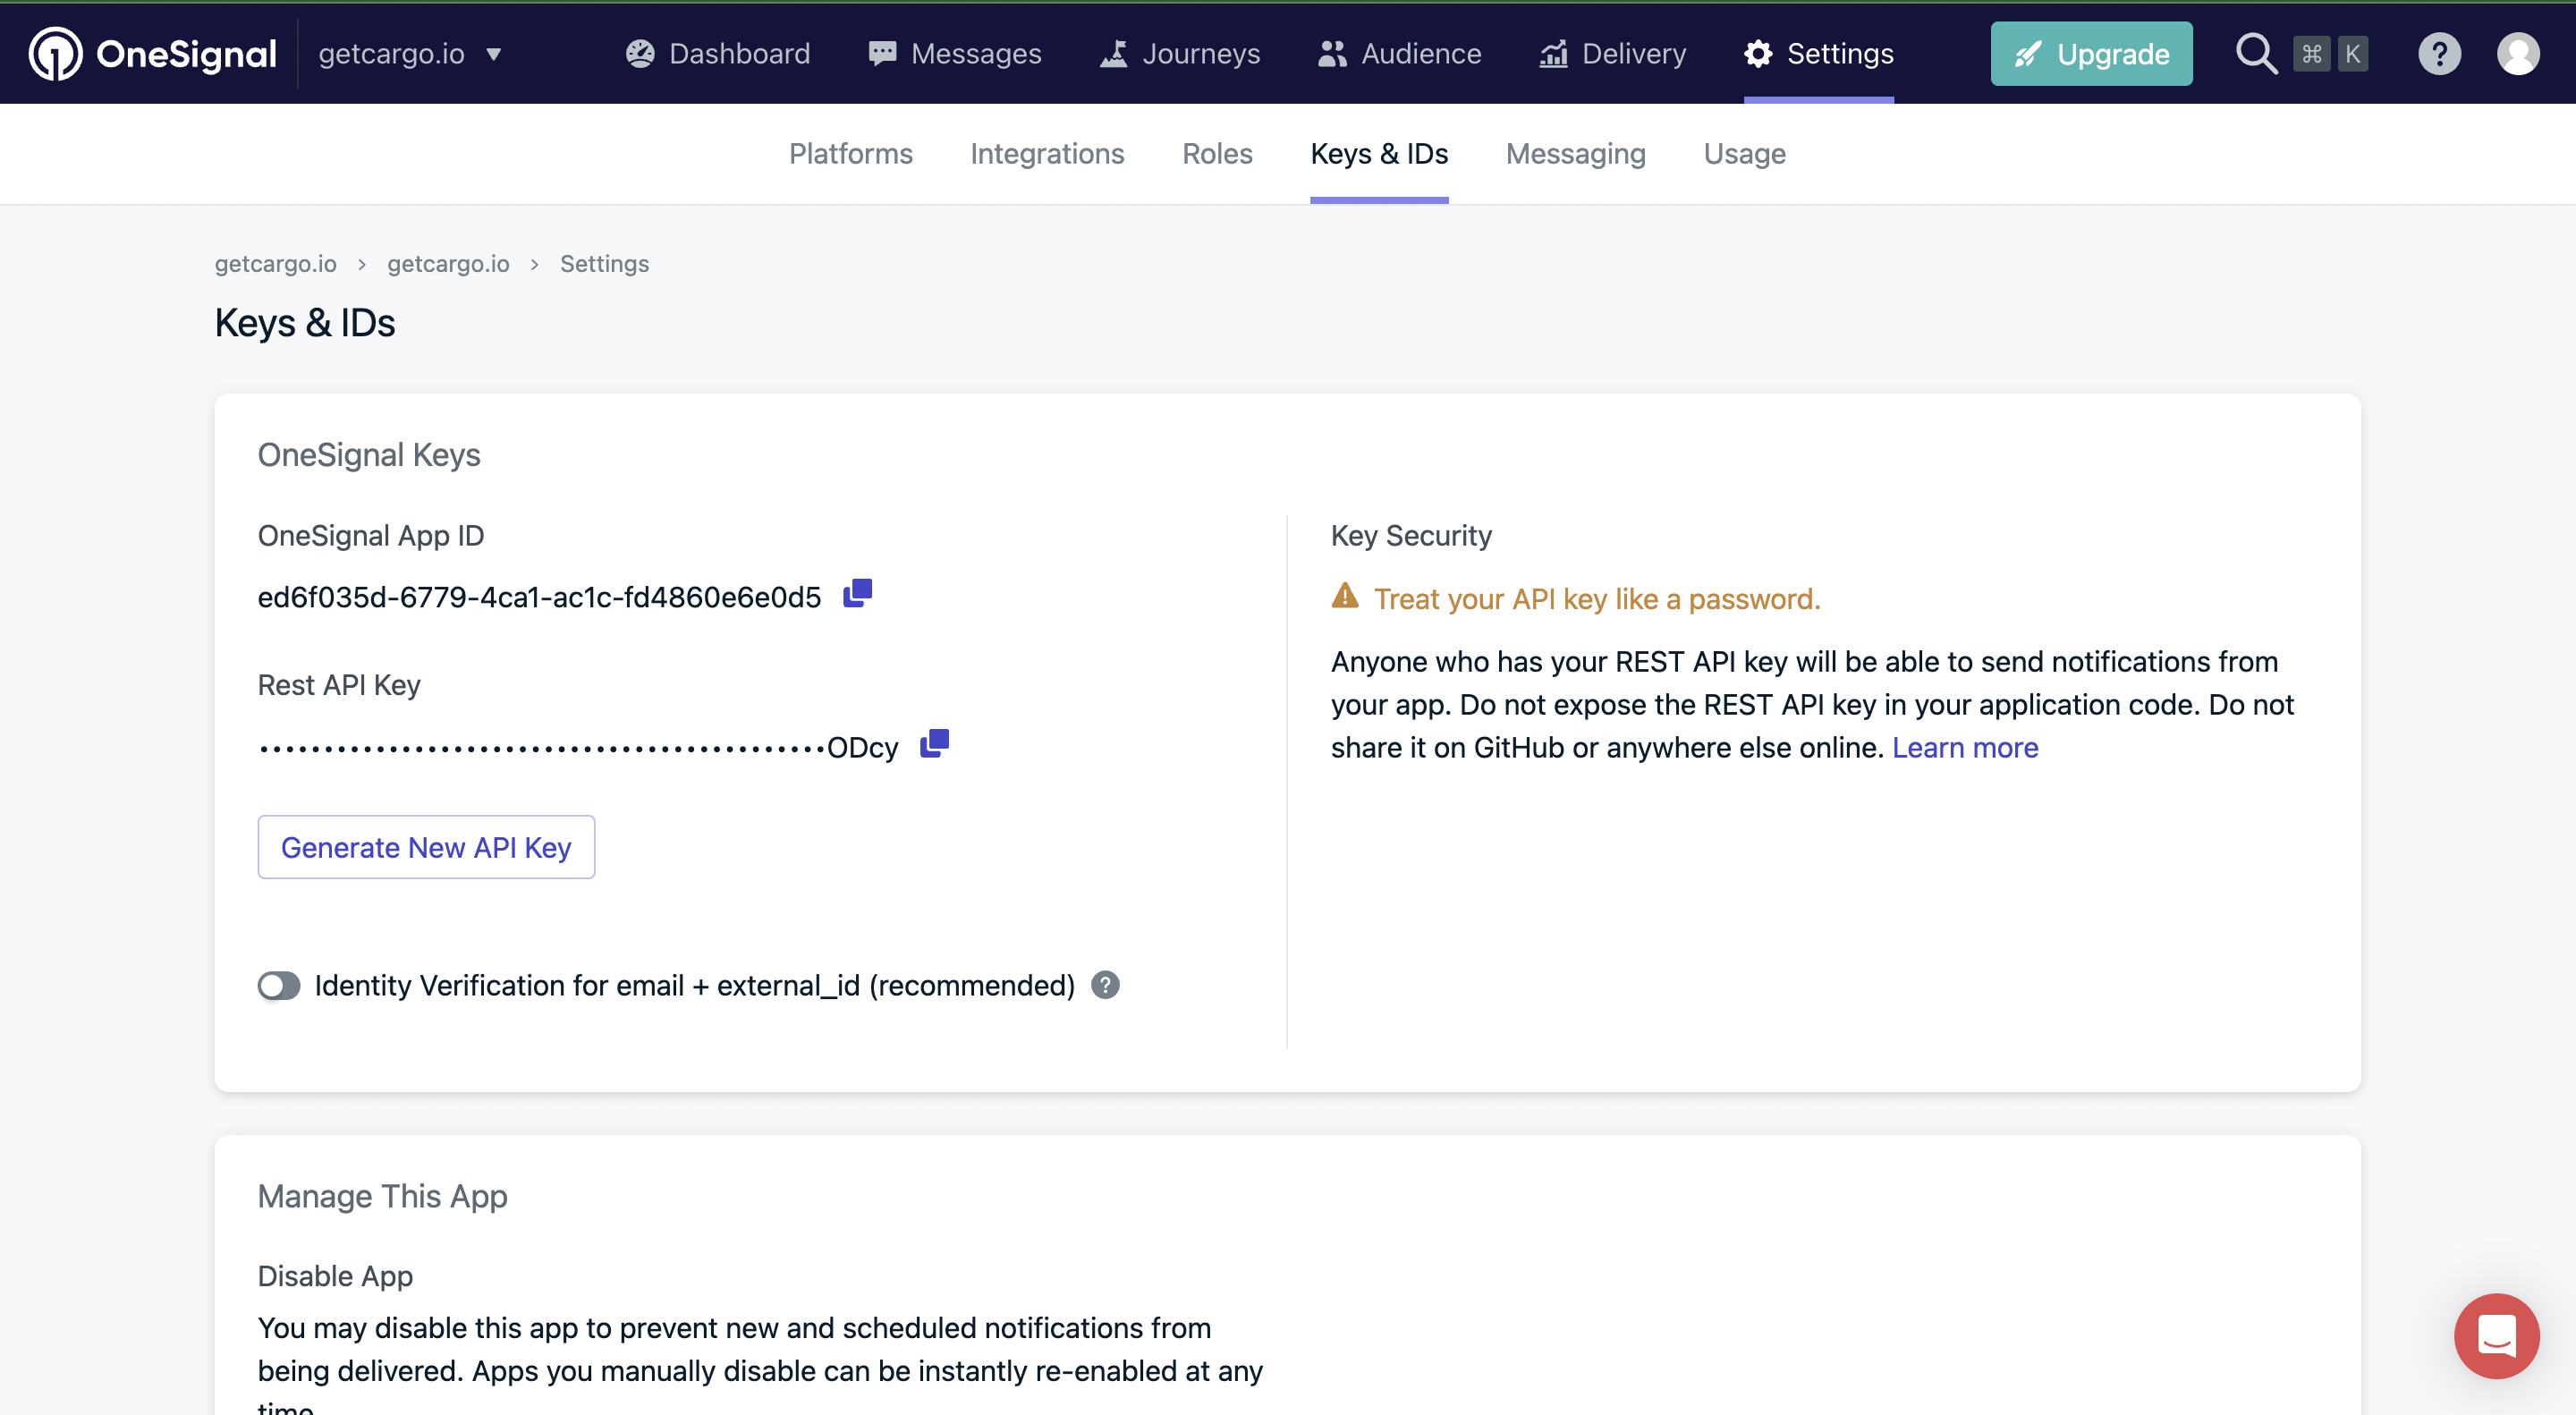 OneSignal getcargo.io ▼ Dashboard Messages Journeys Audience Delivery Settings Upgrade ⌘ K ?
Platforms Integrations Roles Keys & IDs Messaging Usage
getcargo.io > getcargo.io > Settings
Keys & IDs
OneSignal Keys
OneSignal App ID
ed6f035d-6779-4ca1-ac1c-fd4860e6e0d5
Rest API Key
••••••••••••••••••••••••••••••••••••••••••••ODcy
Generate New API Key
Identity Verification for email + external_id (recommended) ?
Key Security
Treat your API key like a password.
Anyone who has your REST API key will be able to send notifications from
your app. Do not expose the REST API key in your application code. Do not
share it on GitHub or anywhere else online. Learn more
Manage This App
Disable App
You may disable this app to prevent new and scheduled notifications from
being delivered. Apps you manually disable can be instantly re-enabled at any
time.